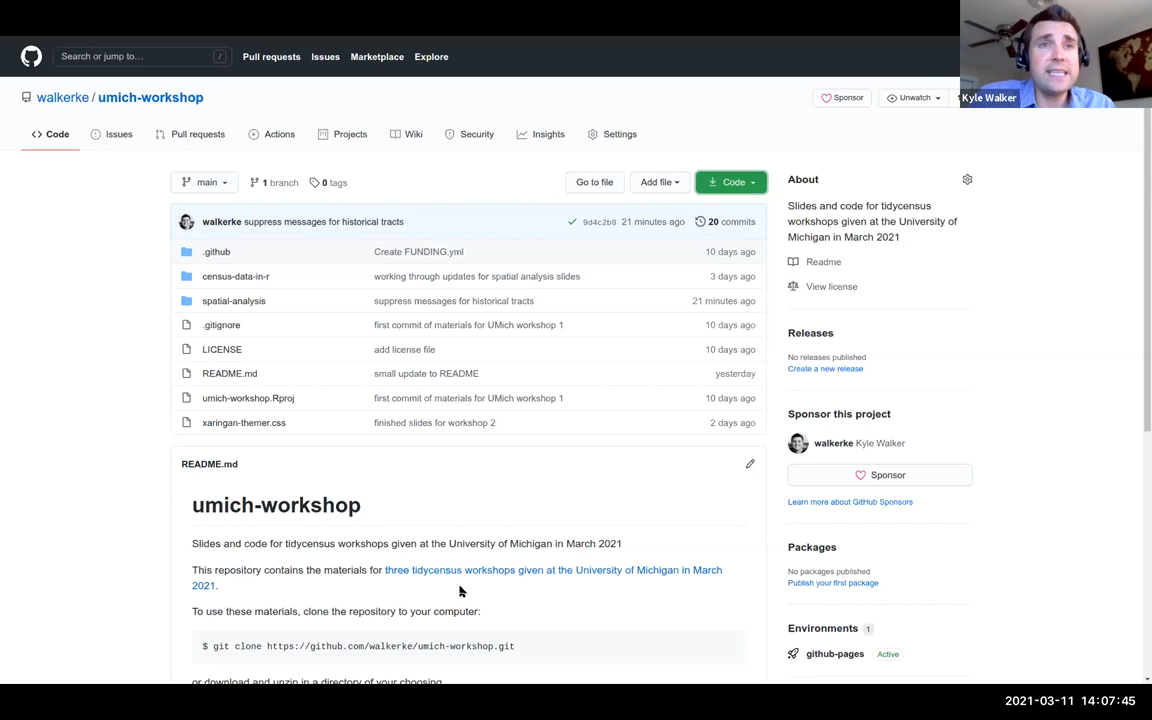 Search or jump to…
/
Pull requests
Issues
Marketplace
Explore
Kyle Walker
walkerke / umich-workshop
Sponsor
Unwatch
Code
Issues
Pull requests
Actions
Projects
Wiki
Security
Insights
Settings
main
1 branch
0 tags
Go to file
Add file
Code
walkerke suppress messages for historical tracts
9d4c2b8 21 minutes ago
20 commits
.github Create FUNDING.yml 10 days ago
census-data-in-r working through updates for spatial analysis slides 3 days ago
spatial-analysis suppress messages for historical tracts 21 minutes ago
.gitignore first commit of materials for UMich workshop 1 10 days ago
LICENSE add license file 10 days ago
README.md small update to README yesterday
umich-workshop.Rproj first commit of materials for UMich workshop 1 10 days ago
xaringan-themer.css finished slides for workshop 2 2 days ago
README.md
umich-workshop
Slides and code for tidycensus workshops given at the University of Michigan in March 2021
This repository contains the materials for three tidycensus workshops given at the University of Michigan in March
2021.
To use these materials, clone the repository to your computer:
$ git clone https://github.com/walkerke/umich-workshop.git
or download and unzip in a directory of your choosing
About
Slides and code for tidycensus
workshops given at the University of
Michigan in March 2021
Readme
View license
Releases
No releases published
Create a new release
Sponsor this project
walkerke Kyle Walker
Sponsor
Learn more about GitHub Sponsors
Packages
No packages published
Publish your first package
Environments 1
github-pages Active
2021-03-11 14:07:45